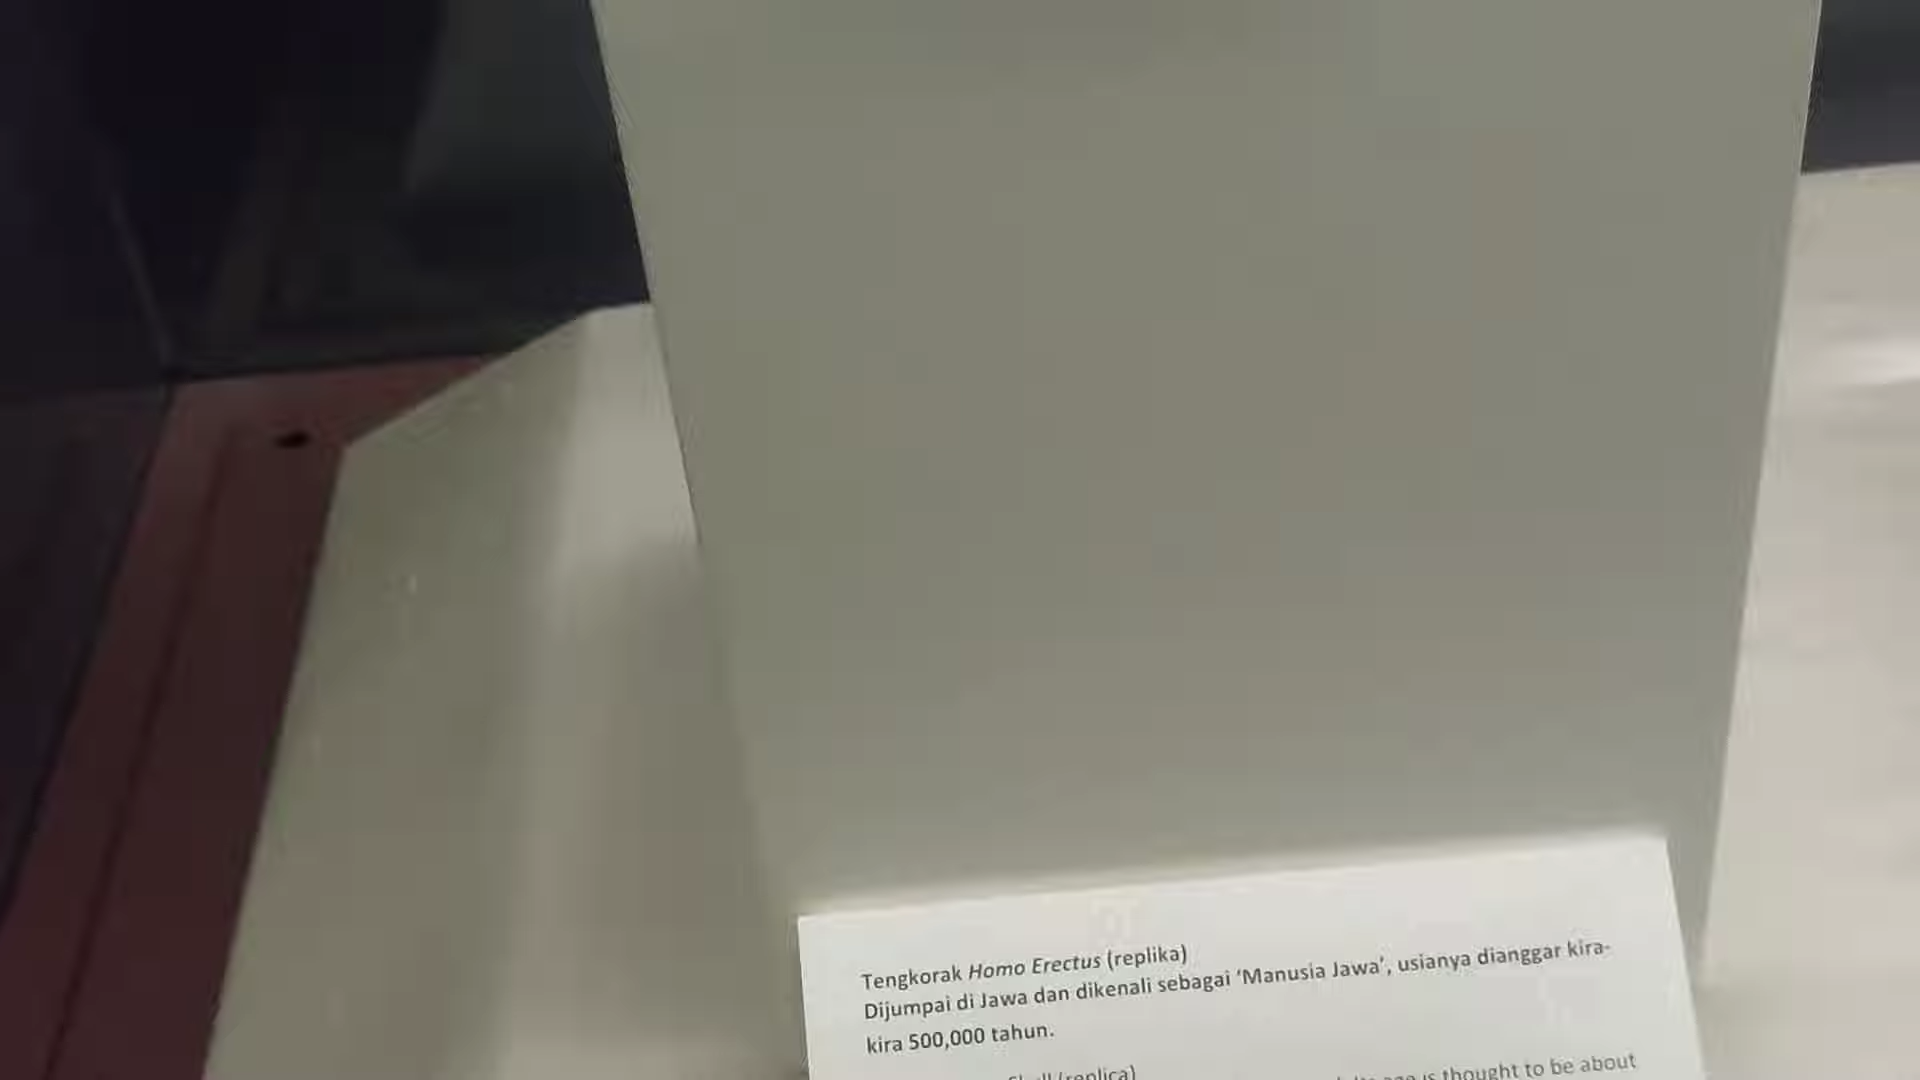 Tengkorak Homo Erectus (replika)
Dijumpai di Jawa dan dikenali sebagai 'Manusia Jawa', usianya dianggar kira-
kira 500,000 tahun.
(replica)
is thought to be about